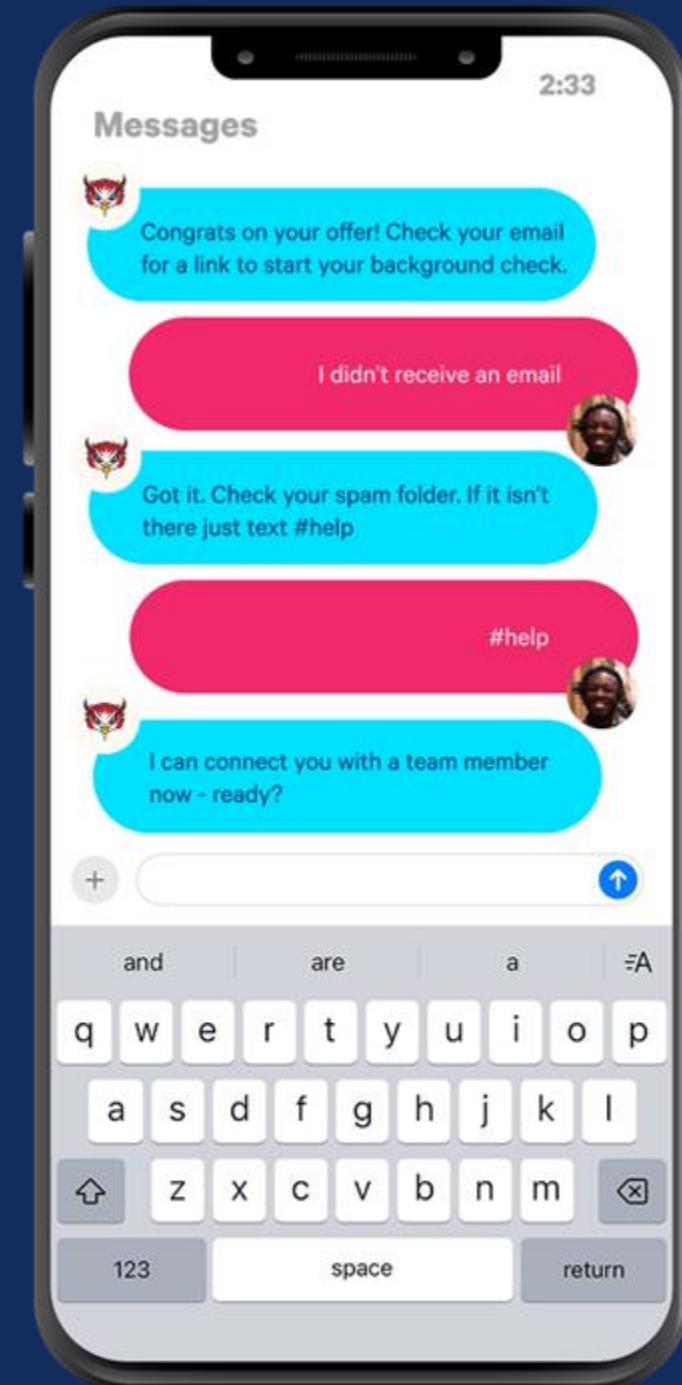 2:33
Messages
Congrats on your offer! Check your email
for a link to start your background check.
I didn't receive an email
Got it. Check your spam folder. If it isn't
there just text #help
#help
I can connect you with a team member
now - ready?
and are a A
q w e r t y u i o p
a s d f g h j k l
z x c v b n m
123 space return